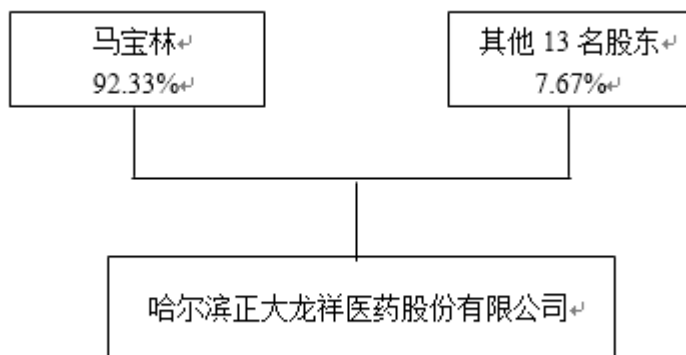 马宝林
92.33%
其他 13 名股东
7.67%
哈尔滨正大龙祥医药股份有限公司